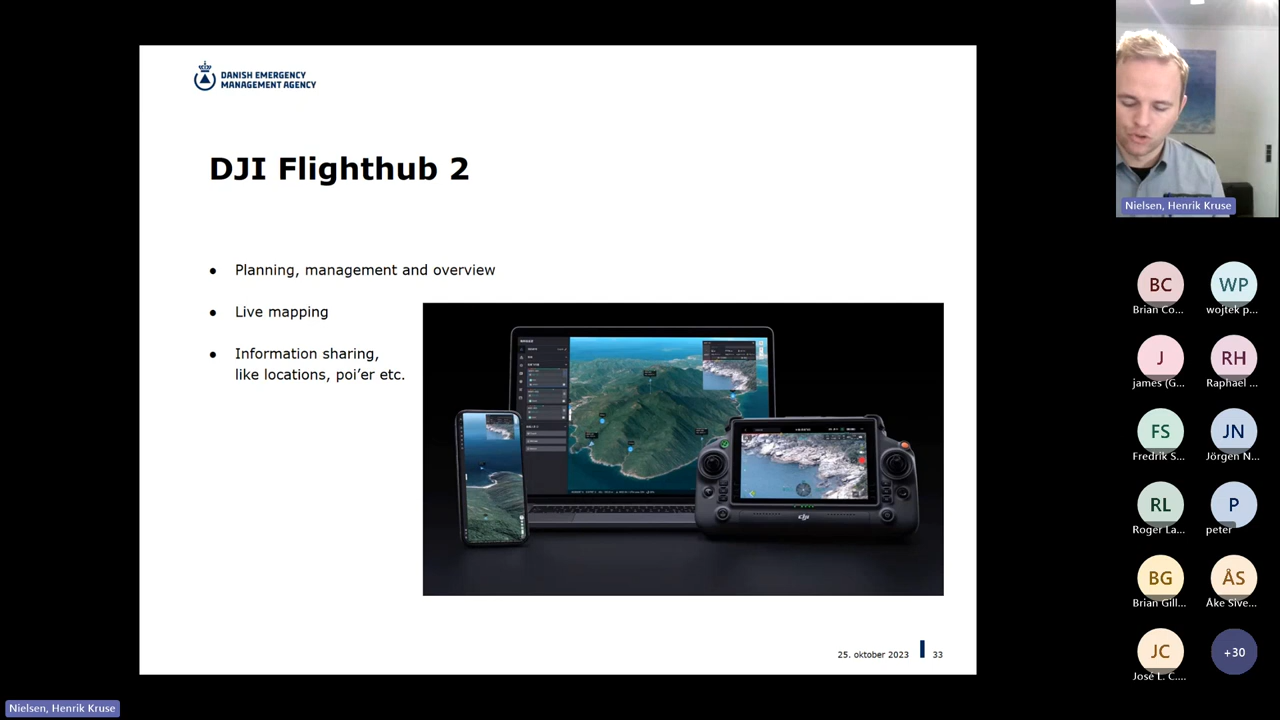 DANISH EMERGENCY
MANAGEMENT AGENCY
DJI Flighthub 2
● Planning, management and overview
● Live mapping
● Information sharing,
like locations, poi’er etc.
dji
25. oktober 2023
33
Nielsen, Henrik Kruse
BC
Brian Co...
WP
wojtek p...
J
james (G...
RH
Raphael ...
FS
Fredrik S...
JN
Jörgen N...
RL
Roger La...
P
peter
BG
Brian Gill...
ÅS
Åke Sive...
JC
José L. C....
+30
Nielsen, Henrik Kruse